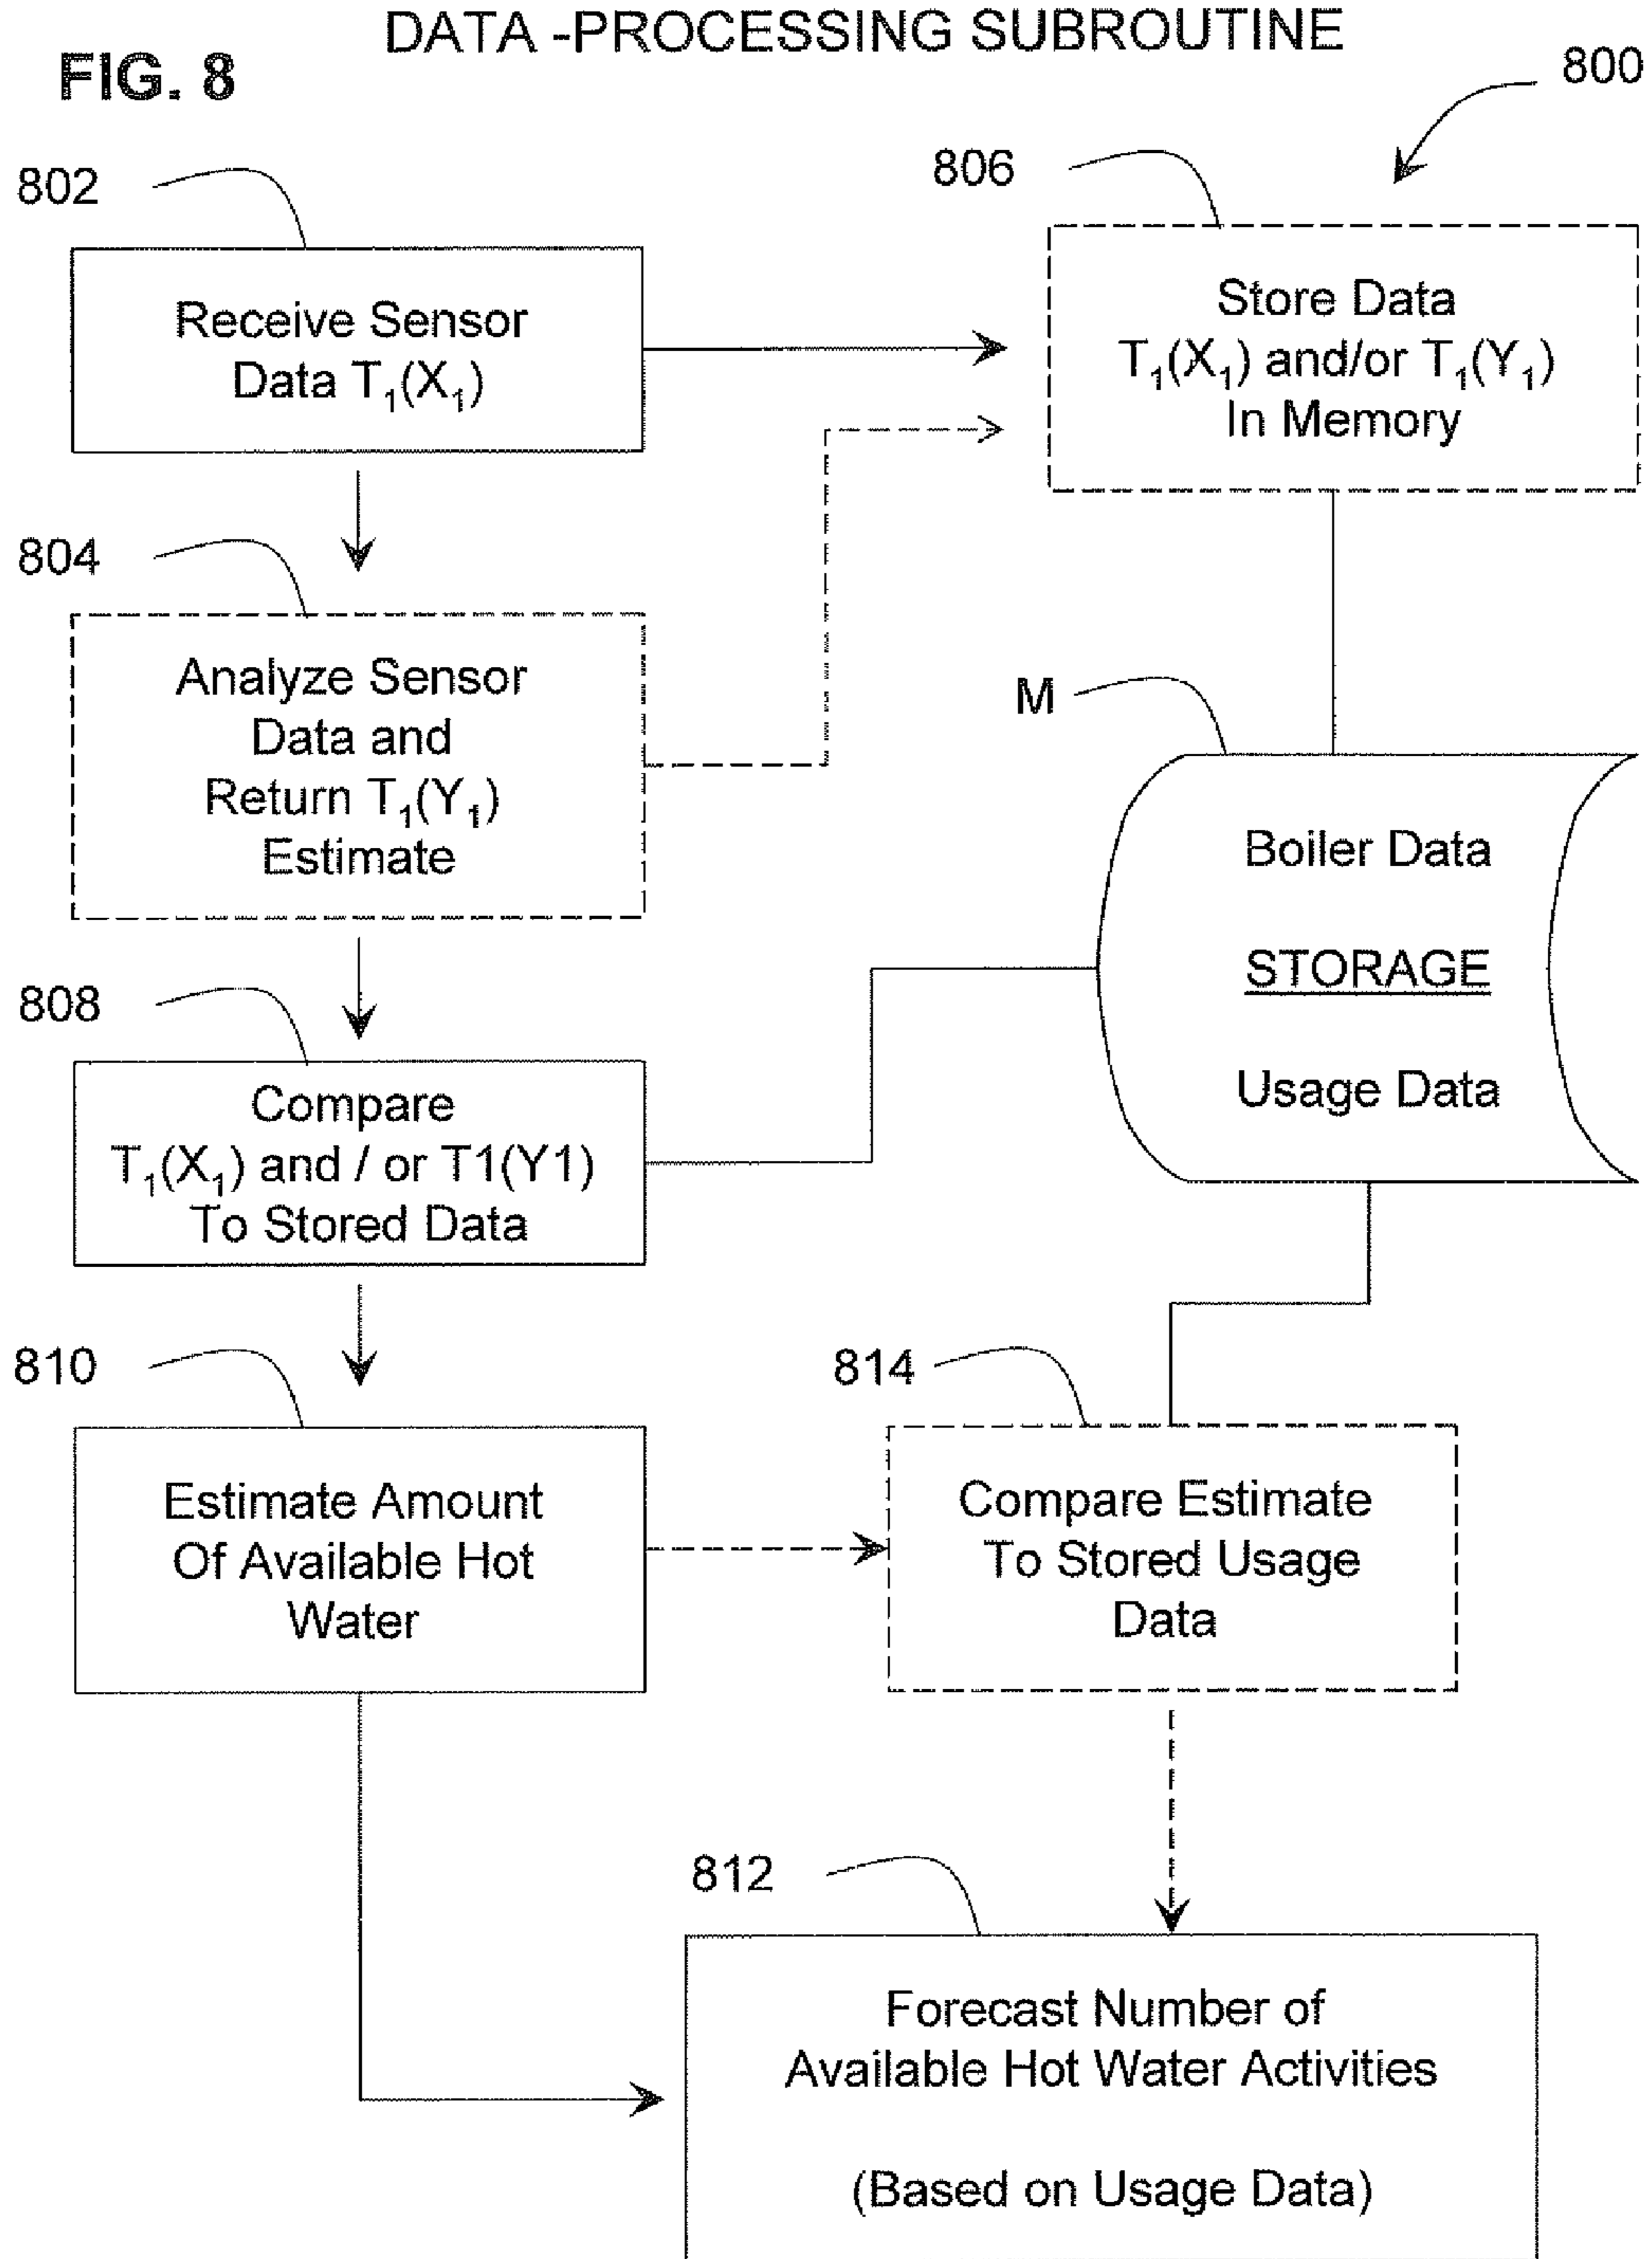 DATA -PROCESSING SUBROUTINE
FIG. 8
800
802
806
Receive Sensor
Data T₁(X₁)
Store Data
T₁(X₁) and/or T₁(Y₁)
In Memory
804
Analyze Sensor
Data and
Return T₁(Y₁)
Estimate
M
Boiler Data
STORAGE
Usage Data
808
Compare
T₁(X₁) and / or T1(Y1)
To Stored Data
810
Estimate Amount
Of Available Hot
Water
814
Compare Estimate
To Stored Usage
Data
812
Forecast Number of
Available Hot Water Activities
(Based on Usage Data)